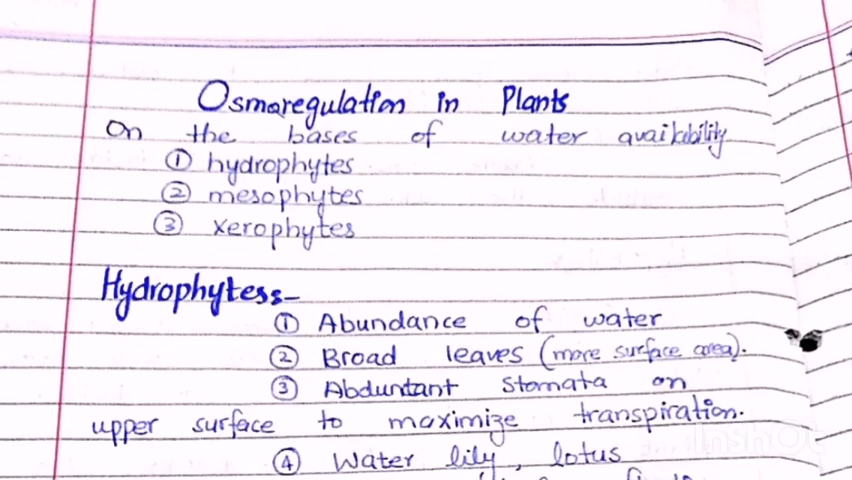 Osmoregulation in Plants
On the bases of water availability
① hydrophytes
② mesophytes
③ xerophytes
Hydrophytess-
① Abundance of water
② Broad leaves (more surface area).
③ Abduntant stomata on
upper surface to maximize transpiration.
④ Water lily, lotus